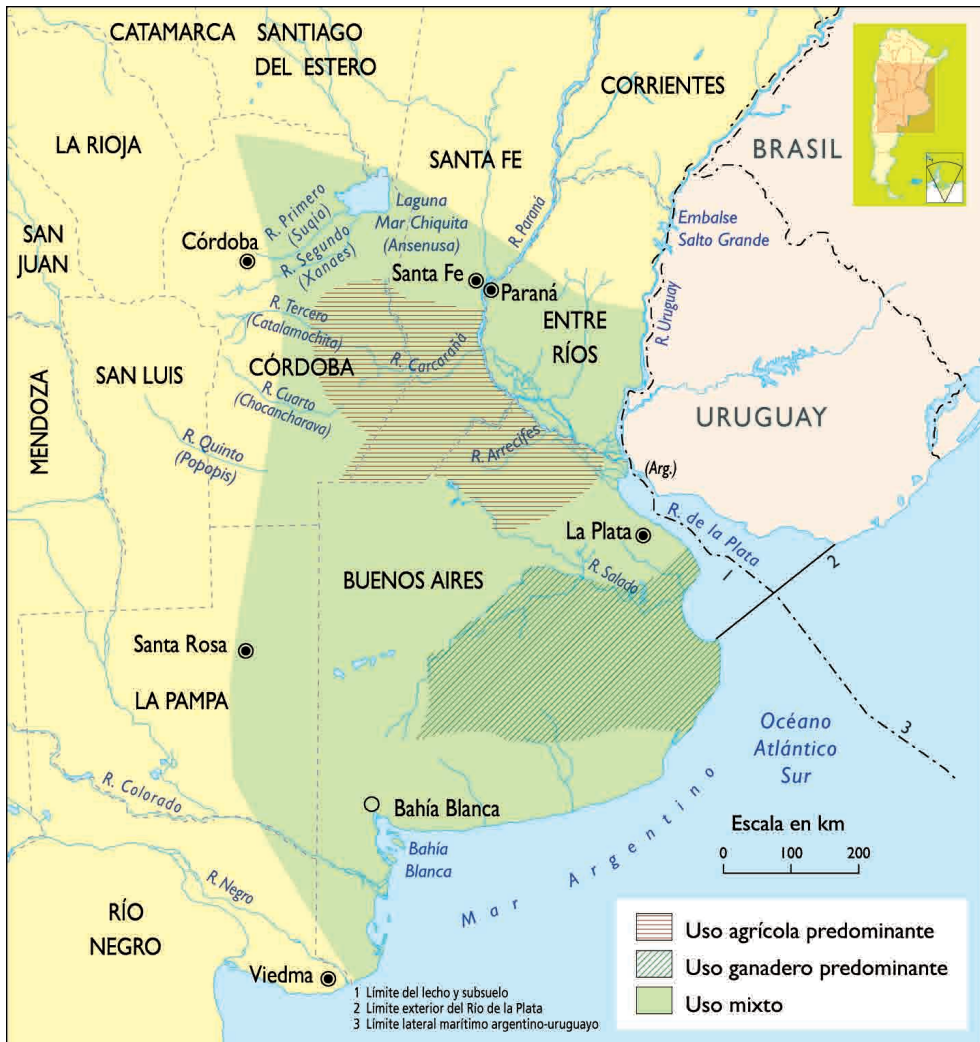 CATAMARCA
SANTIAGO
DEL ESTERO
CORRIENTES
LA RIOJA
BRASIL
SANTA FE
R. Primero
(Suqía)
Laguna
Mar Chiquita
(Ansenusa)
R. Paraná
Embalse
Salto Grande
SAN
JUAN
Córdoba
R. Segundo
(Xanaes)
Santa Fe
Paraná
R. Uruguay
R. Tercero
(Catalamochita)
ENTRE
RÍOS
R. Carcarañá
CÓRDOBA
SAN LUIS
MENDOZA
R. Cuarto
(Chocancharava)
URUGUAY
R. Quinto
(Popopis)
R. Arrecifes
(Arg.)
R. de la Plata
La Plata
1
2
BUENOS AIRES
R. Salado
Santa Rosa
LA PAMPA
Océano
Atlántico
Sur
3
R. Colorado
Bahía Blanca
Bahía
Blanca
Mar Argentino
Escala en km
0 100 200
R. Negro
RÍO
NEGRO
Viedma
Uso agrícola predominante
Uso ganadero predominante
Uso mixto
1 Límite del lecho y subsuelo
2 Límite exterior del Río de la Plata
3 Límite lateral marítimo argentino-uruguayo